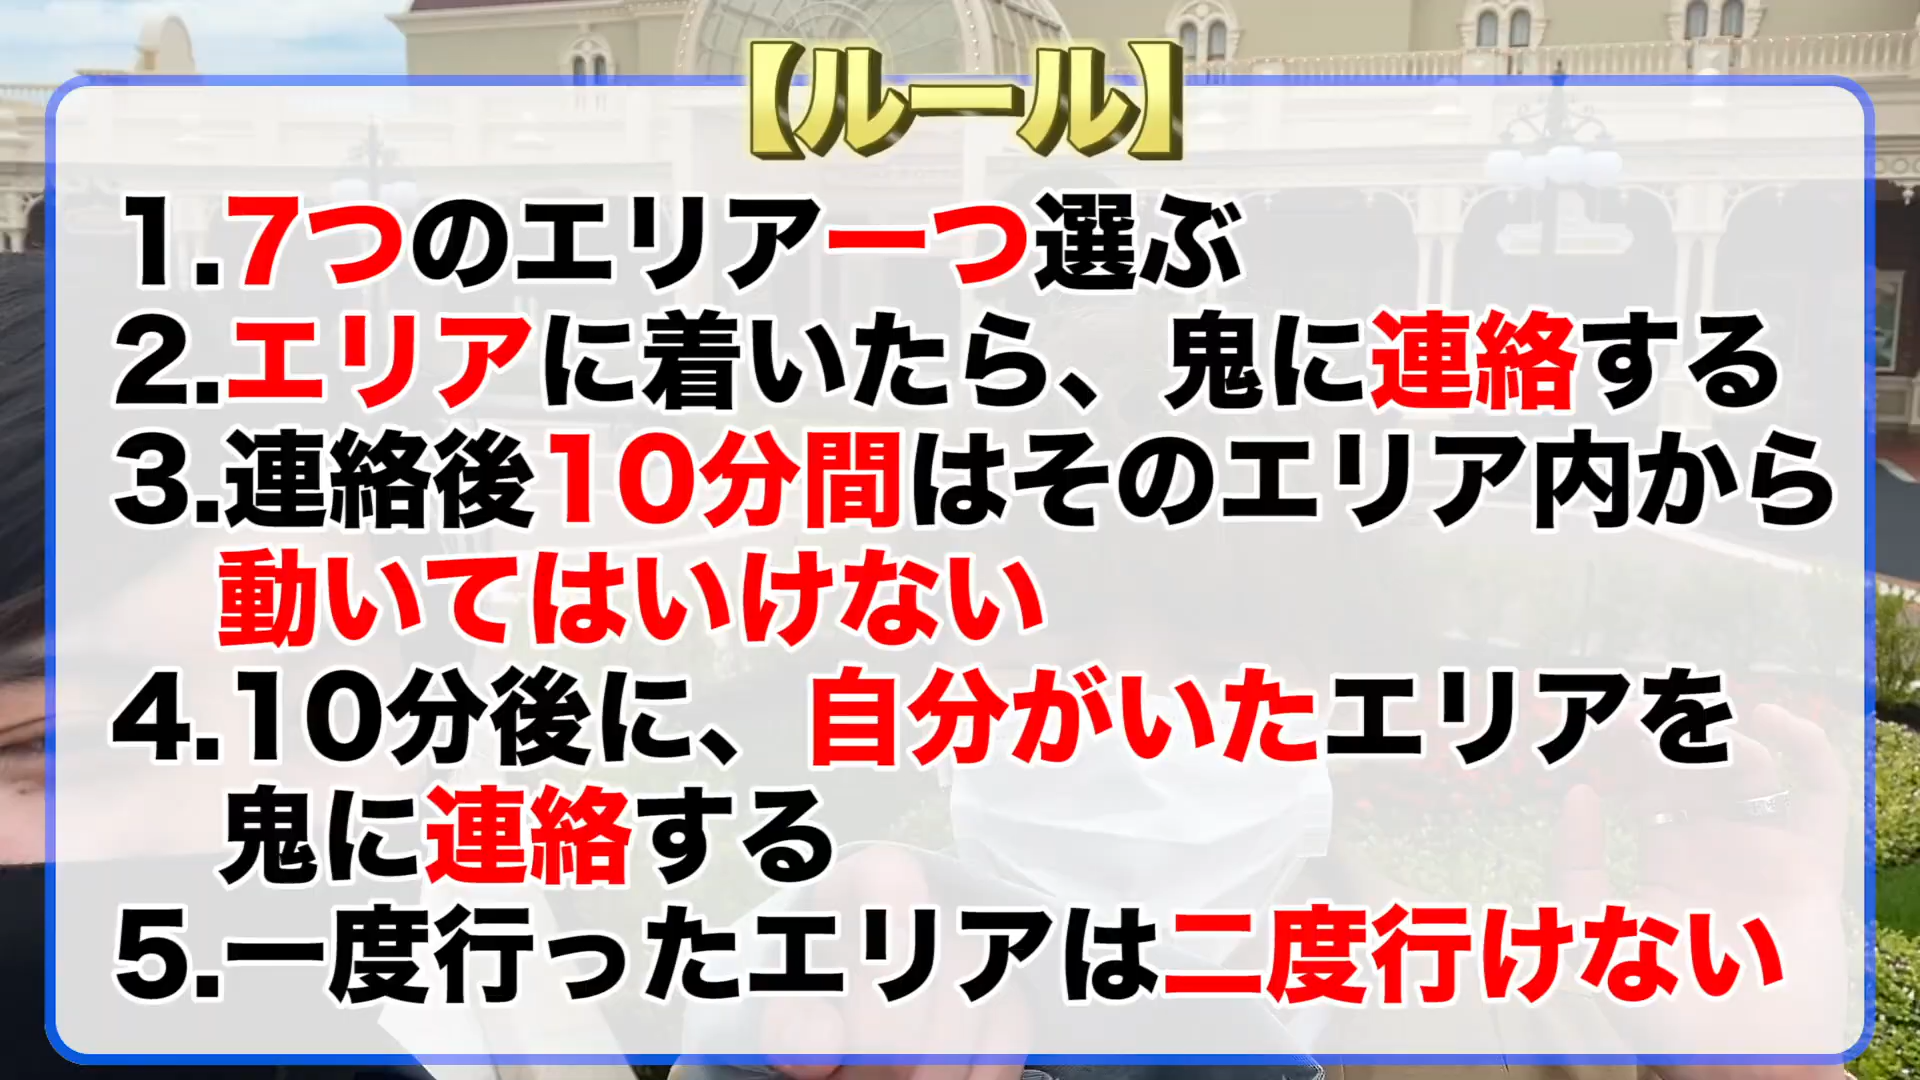 【ルール】
1.7つのエリア一つ選ぶ
2.エリアに着いたら、鬼に連絡する
3.連絡後10分間はそのエリア内から
動いてはいけない
4.10分後に、自分がいたエリアを
鬼に連絡する
5.一度行ったエリアは二度行けない